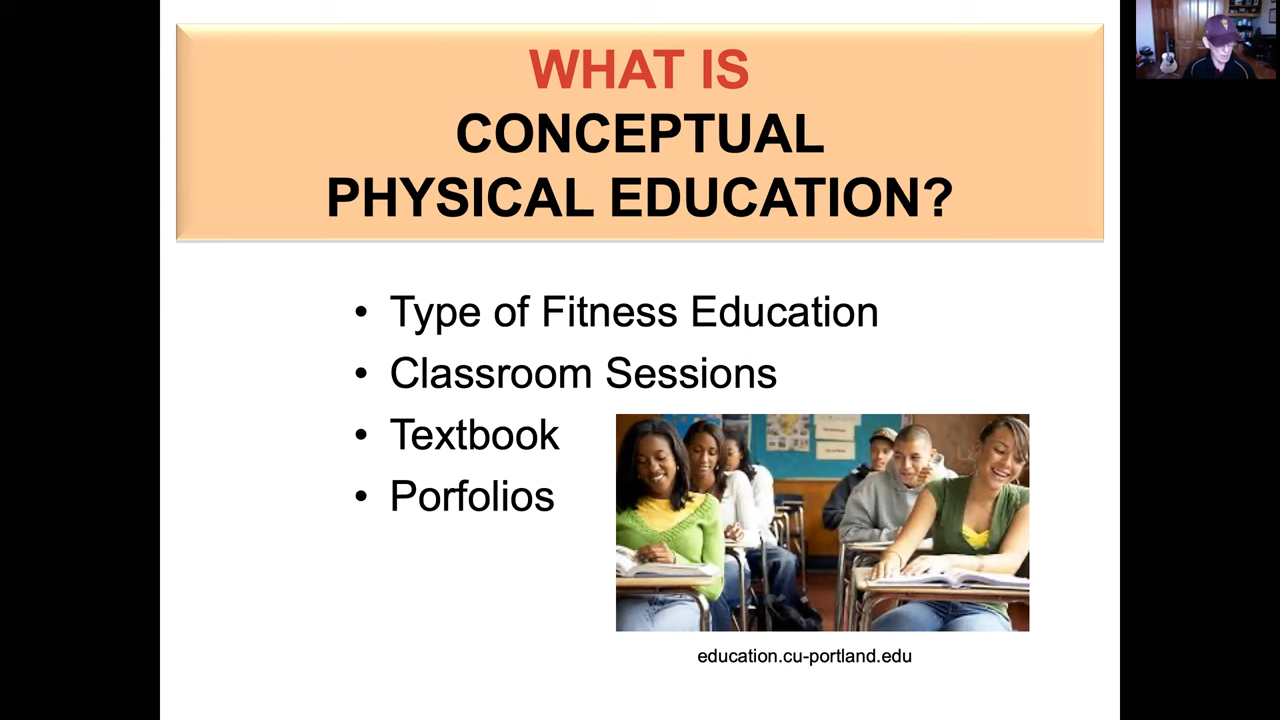 WHAT IS
CONCEPTUAL
PHYSICAL EDUCATION?
• Type of Fitness Education
• Classroom Sessions
• Textbook
• Porfolios
education.cu-portland.edu